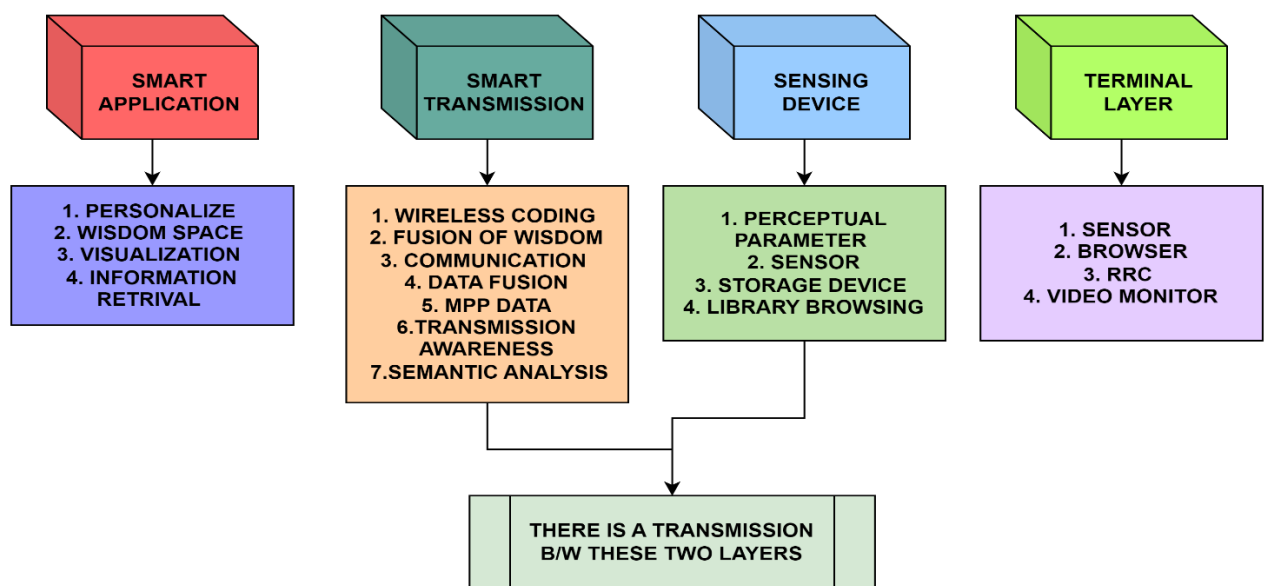 SMART
APPLICATION
SMART
TRANSMISSION
SENSING
DEVICE
TERMINAL
LAYER
1. PERSONALIZE
2. WISDOM SPACE
3. VISUALIZATION
4. INFORMATION
RETRIVAL
1. WIRELESS CODING
2. FUSION OF WISDOM
3. COMMUNICATION
4. DATA FUSION
5. MPP DATA
6.TRANSMISSION
AWARENESS
7.SEMANTIC ANALYSIS
1. PERCEPTUAL
PARAMETER
2. SENSOR
3. STORAGE DEVICE
4. LIBRARY BROWSING
1. SENSOR
2. BROWSER
3. RRC
4. VIDEO MONITOR
THERE IS A TRANSMISSION
B/W THESE TWO LAYERS